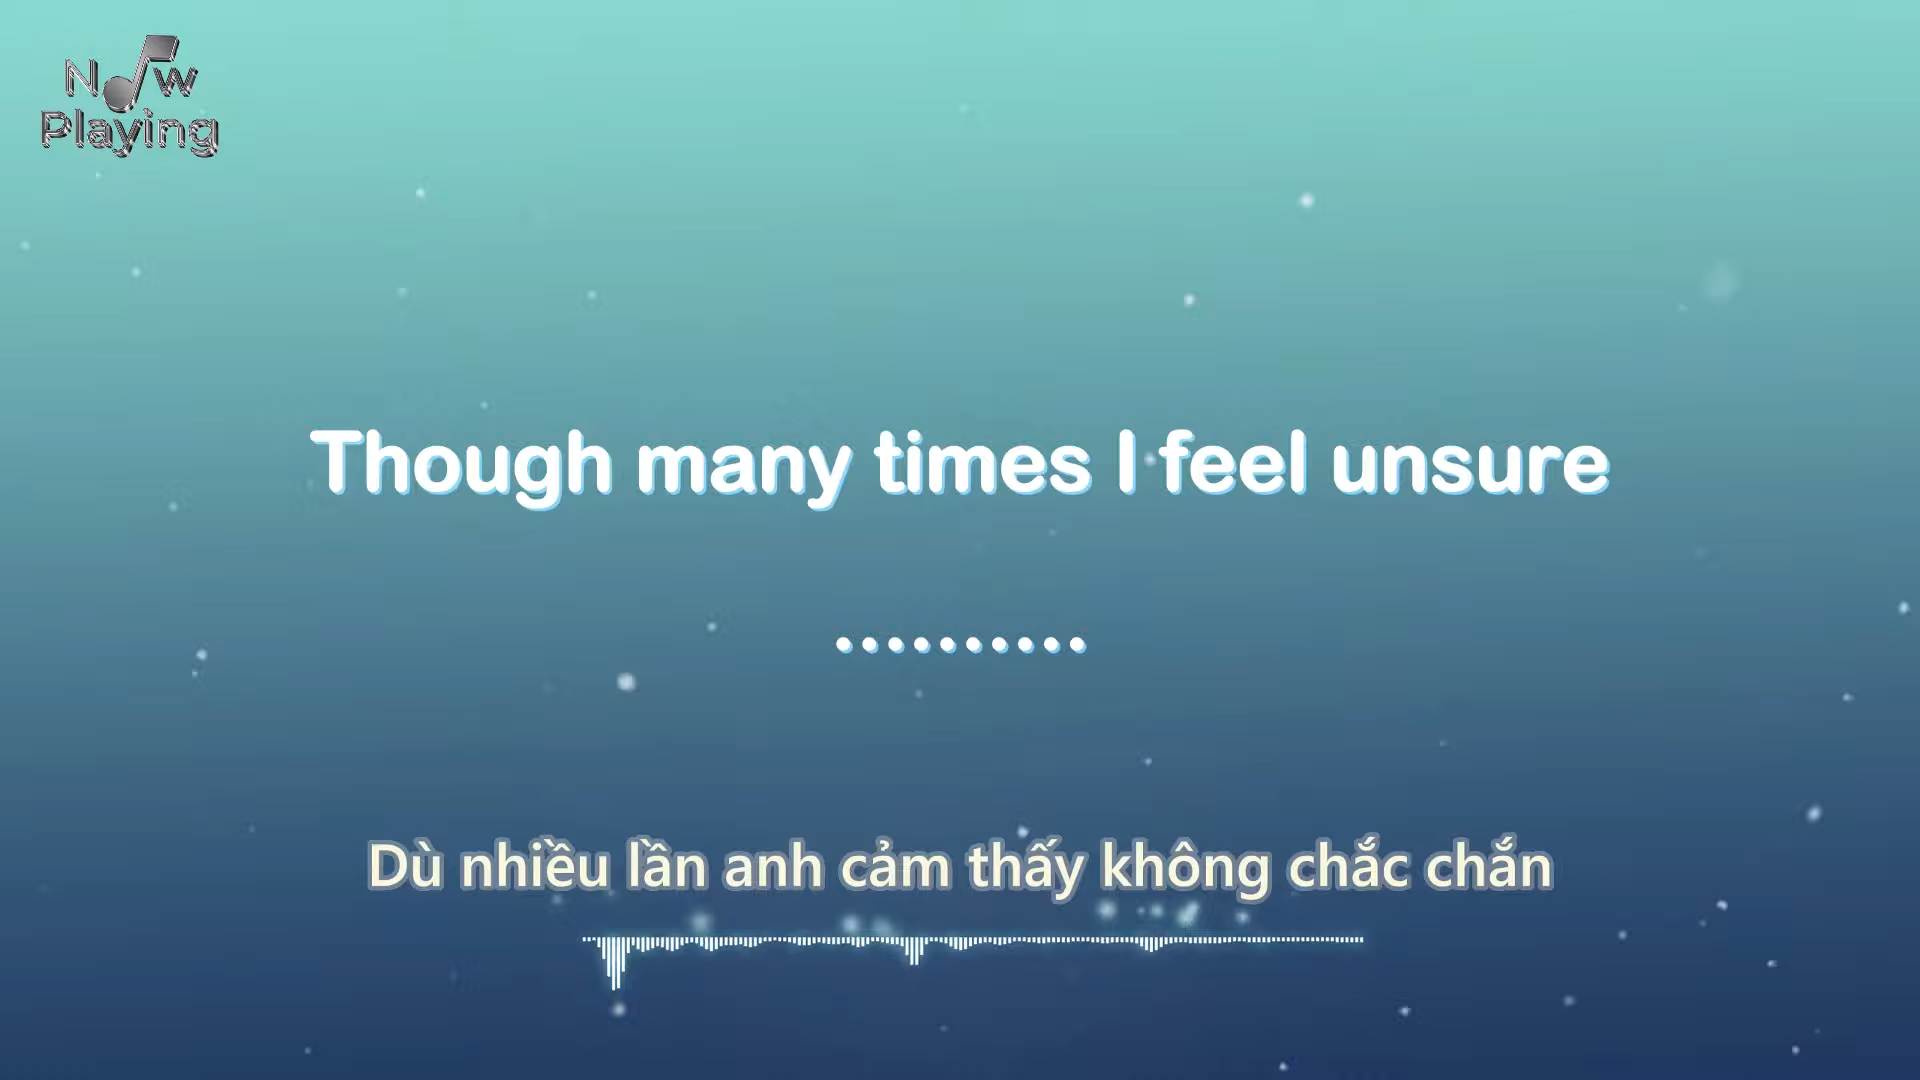 Now
Playing
Though many times I feel unsure
..........
Dù nhiều lần anh cảm thấy không chắc chắn